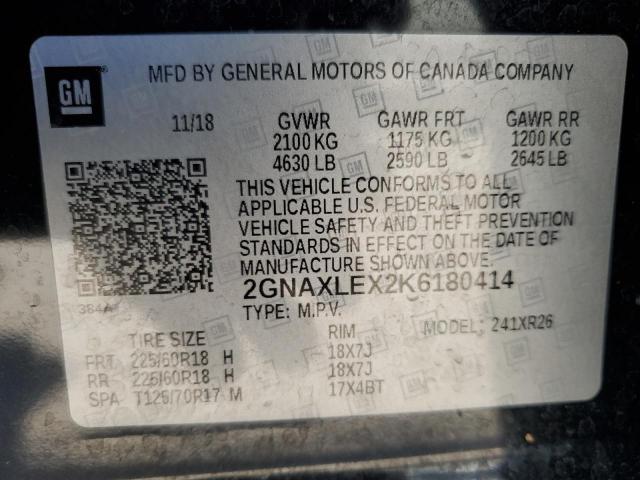 GM
MFD BY GENERAL MOTORS OF CANADA COMPANY
11/18 GVWR GAWR FRT GAWR RR
2100 KG 1175 KG 1200 KG
4630 LB 2590 LB 2645 LB
THIS VEHICLE CONFORMS TO ALL
APPLICABLE U.S. FEDERAL MOTOR
VEHICLE SAFETY AND THEFT PREVENTION
STANDARDS IN EFFECT ON THE DATE OF
MANUFACTURE SHOWN ABOVE.
2GNAXLEX2K6180414
384A
TYPE: M.P.V. MODEL: 241XR26
TIRE SIZE RIM
FRT 225/60R18 H 18X7J
RR 225/60R18 H 18X7J
SPA T125/70R17 M 17X4BT